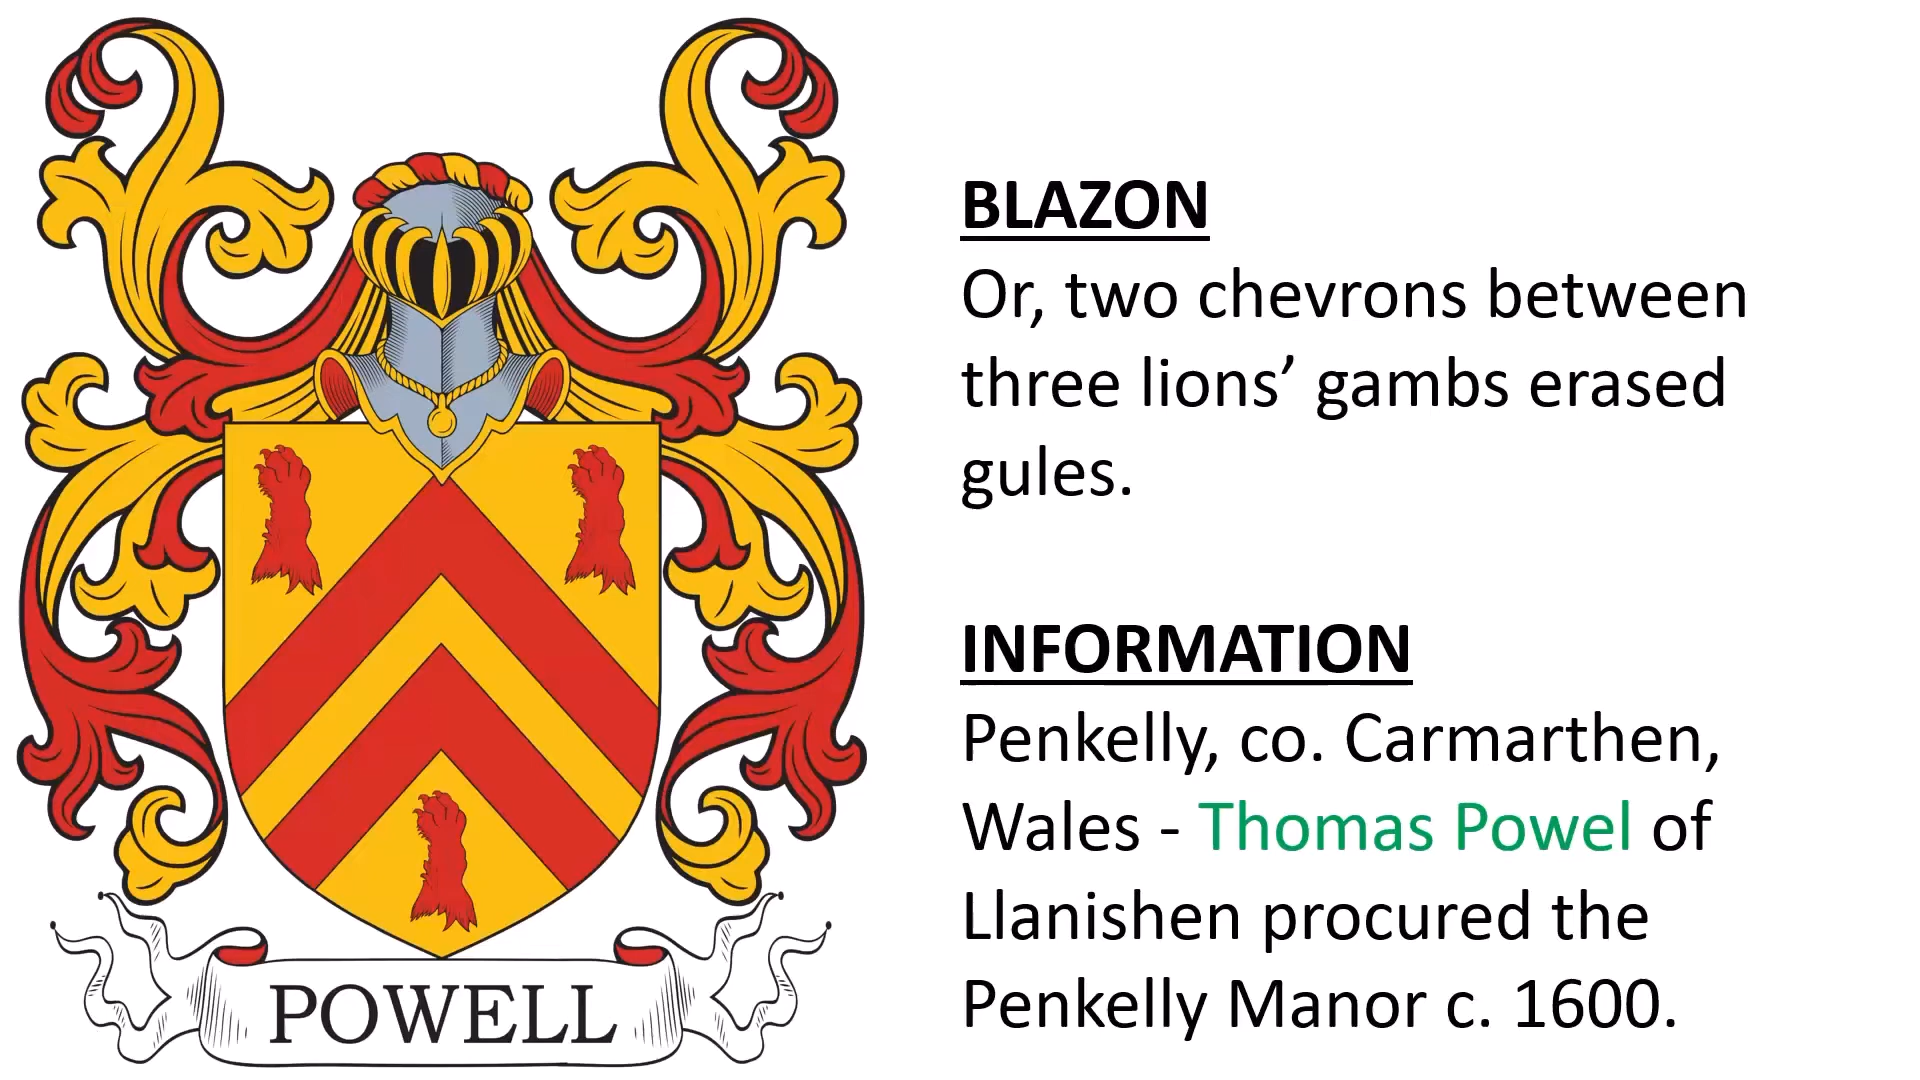 BLAZON
Or, two chevrons between
three lions’ gambs erased
gules.
INFORMATION
Penkelly, co. Carmarthen,
Wales - Thomas Powel of
Llanishen procured the
Penkelly Manor c. 1600.
POWELL